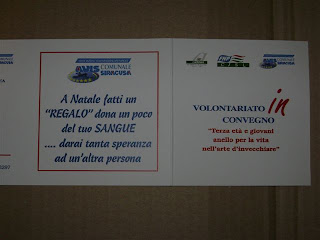 AVIS COMUNALE
SIRACUSA
A Natale fatti un
"REGALO" dona un poco
del tuo SANGUE
.... darai tanta speranza
ad un'altra persona
VOLONTARIATO in
CONVEGNO
"Terza età e giovani
anello per la vita
nell'arte d'invecchiare"